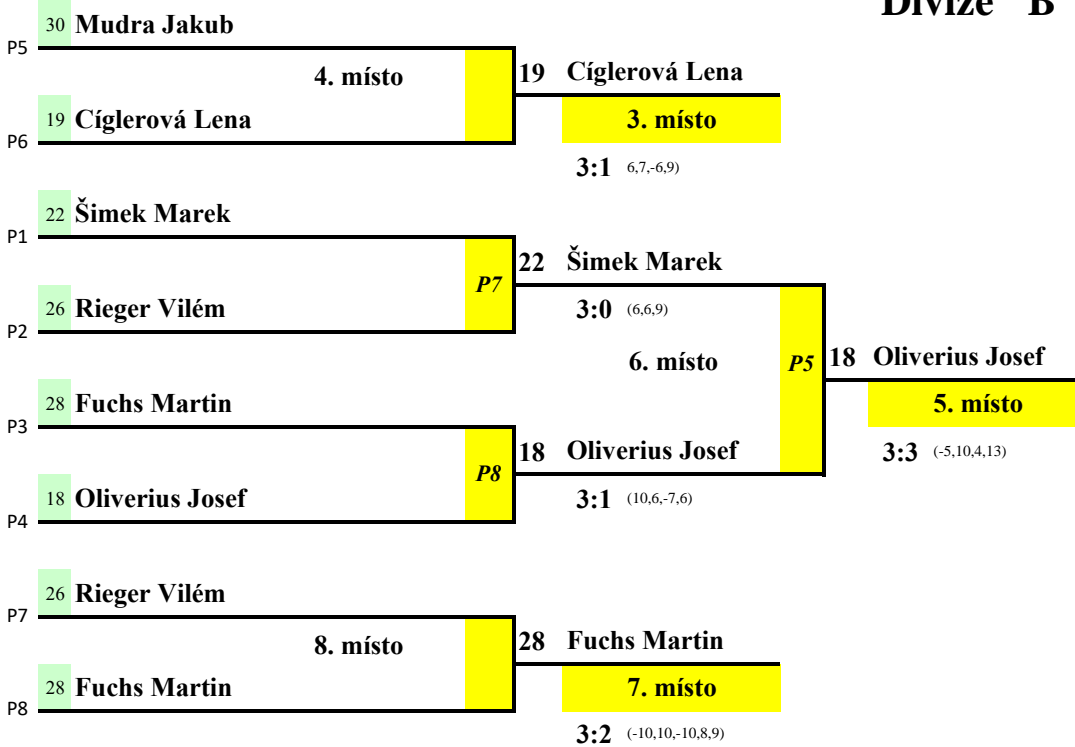 Divize "B"
30 Mudra Jakub
P5
4. místo
19 Cíglerová Lena
19 Cíglerová Lena
P6
3. místo
3:1 6,7,-6,9)
22 Šimek Marek
P1
P7
22 Šimek Marek
26 Rieger Vilém
P2
3:0 (6,6,9)
6. místo
P5
18 Oliverius Josef
5. místo
3:3 (-5,10,4,13)
28 Fuchs Martin
P3
P8
18 Oliverius Josef
18 Oliverius Josef
P4
3:1 (10,6,-7,6)
26 Rieger Vilém
P7
8. místo
28 Fuchs Martin
28 Fuchs Martin
P8
7. místo
3:2 (-10,10,-10,8,9)